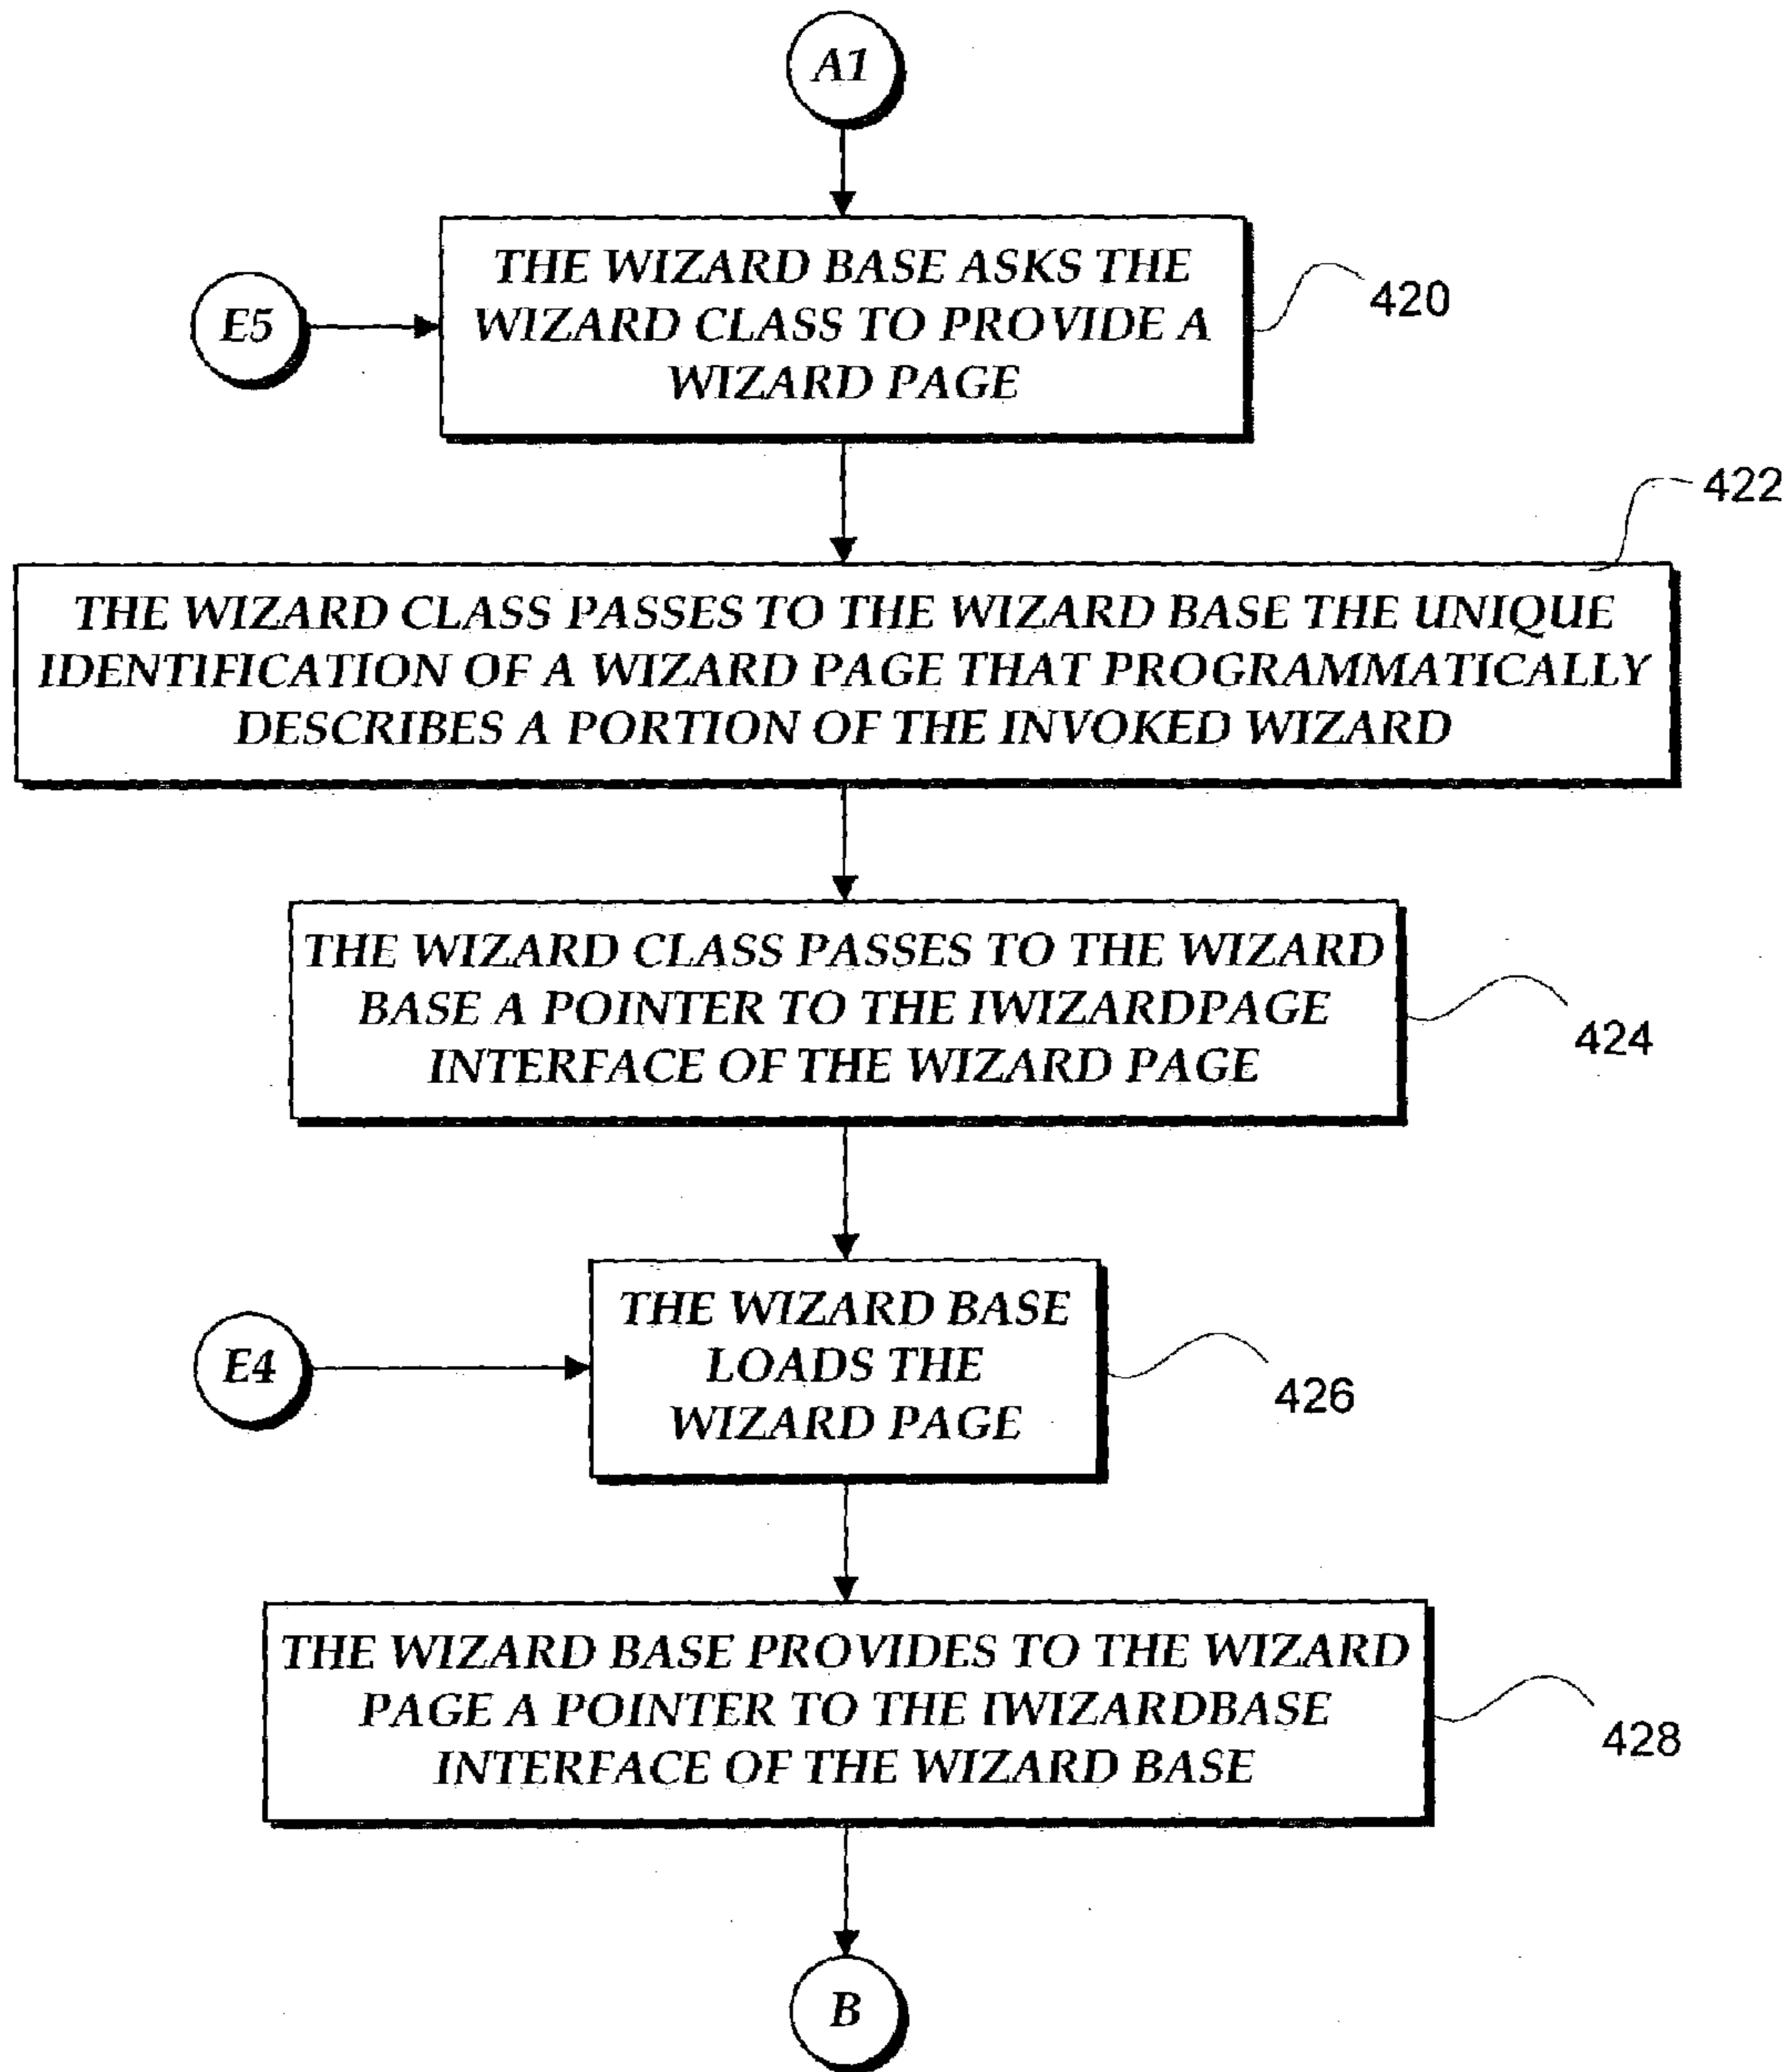 A1
THE WIZARD BASE ASKS THE
WIZARD CLASS TO PROVIDE A
WIZARD PAGE
420
E5
422
THE WIZARD CLASS PASSES TO THE WIZARD BASE THE UNIQUE
IDENTIFICATION OF A WIZARD PAGE THAT PROGRAMMATICALLY
DESCRIBES A PORTION OF THE INVOKED WIZARD
THE WIZARD CLASS PASSES TO THE WIZARD
BASE A POINTER TO THE IWIZARDPAGE
INTERFACE OF THE WIZARD PAGE
424
THE WIZARD BASE
LOADS THE
WIZARD PAGE
E4
426
THE WIZARD BASE PROVIDES TO THE WIZARD
PAGE A POINTER TO THE IWIZARDBASE
INTERFACE OF THE WIZARD BASE
428
B